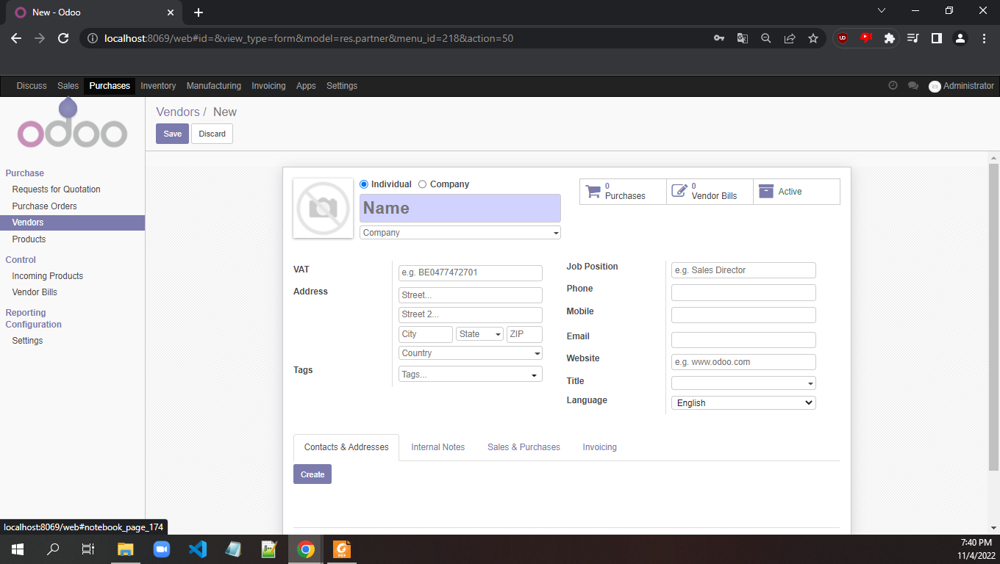 New - Odoo
localhost:8069/web#id=&view_type=form&model=res.partner&menu_id=218&action=50
Discuss Sales Purchases Inventory Manufacturing Invoicing Apps Settings Administrator
odoo
Vendors / New
Save Discard
Purchase
Requests for Quotation
Purchase Orders
Vendors
Products
Control
Incoming Products
Vendor Bills
Reporting
Configuration
Settings
Individual Company
Name
Company
0 Purchases
0 Vendor Bills
Active
VAT e.g. BE0477472701
Address Street...
Street 2...
City State ZIP
Country
Tags Tags...
Job Position e.g. Sales Director
Phone
Mobile
Email
Website e.g. www.odoo.com
Title
Language English
Contacts & Addresses Internal Notes Sales & Purchases Invoicing
Create
localhost:8069/web#notebook_page_174
7:40 PM
11/4/2022